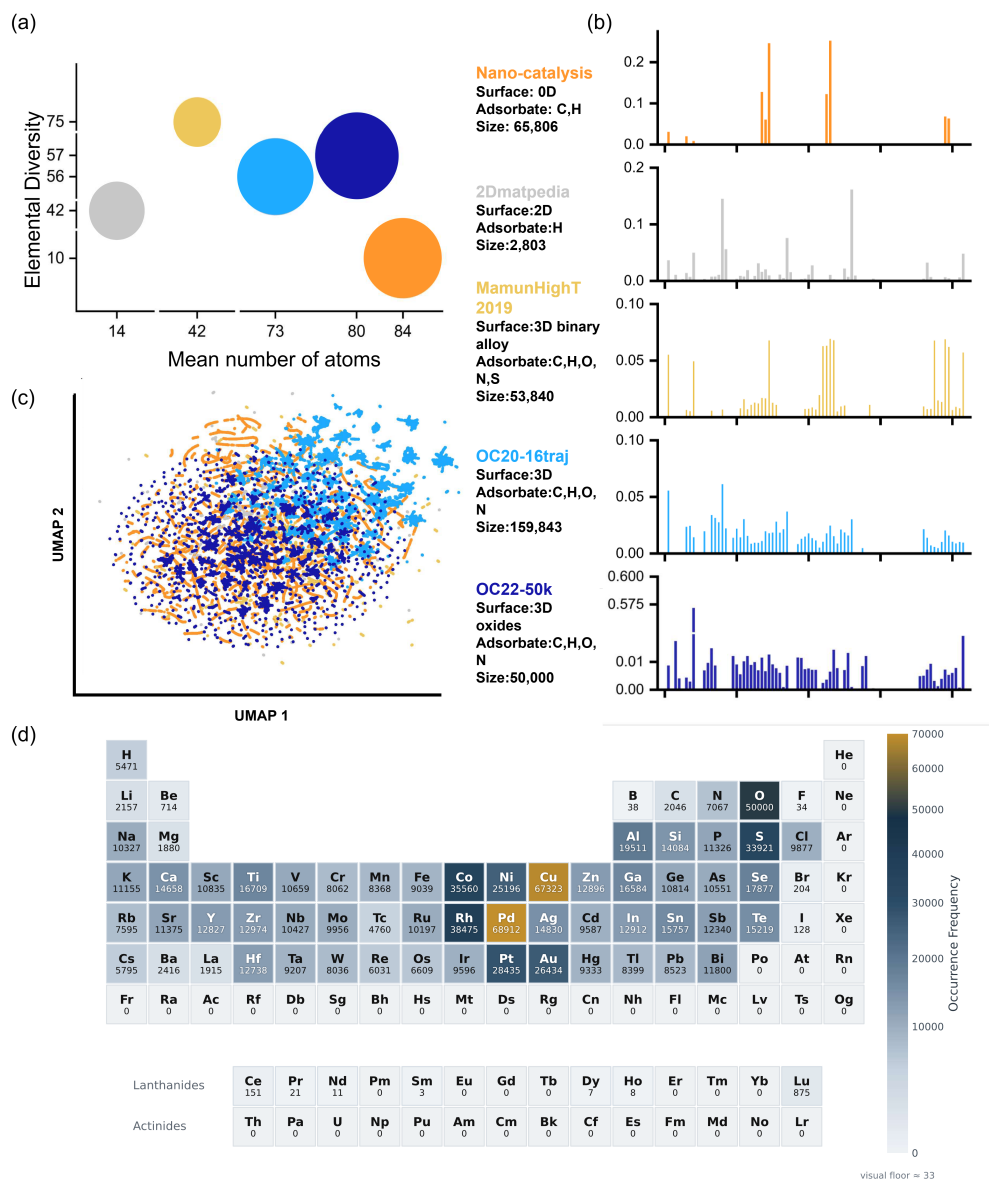 (a)
Elemental Diversity
75
57
56
42
10
14
42
73
80
84
Mean number of atoms
Nano-catalysis
Surface: 0D
Adsorbate: C,H
Size: 65,806
2Dmatpedia
Surface:2D
Adsorbate:H
Size:2,803
MamunHighT
2019
Surface:3D binary
alloy
Adsorbate:C,H,O,
N,S
Size:53,840
OC20-16traj
Surface:3D
Adsorbate:C,H,O,
N
Size:159,843
OC22-50k
Surface:3D
oxides
Adsorbate:C,H,O,
N
Size:50,000
(b)
0.2
0.1
0.0
0.2
0.1
0.0
0.10
0.05
0.00
0.10
0.05
0.00
0.600
0.575
0.01
0.00
(c)
UMAP 2
UMAP 1
(d)
H He
5471 0
Li Be B C N O F Ne
2157 714 38 2046 7067 50000 34 0
Na Mg Al Si P S Cl Ar
10327 1880 19511 14084 11326 33921 9877 0
K Ca Sc Ti V Cr Mn Fe Co Ni Cu Zn Ga Ge As Se Br Kr
11155 14658 10835 16709 10659 8062 8368 9039 35560 25196 67323 12896 16584 10814 10551 17877 204 0
Rb Sr Y Zr Nb Mo Tc Ru Rh Pd Ag Cd In Sn Sb Te I Xe
7595 11375 12827 12974 10427 9956 4760 10197 38475 68912 14830 9587 12912 15757 12340 15219 128 0
Cs Ba La Hf Ta W Re Os Ir Pt Au Hg Tl Pb Bi Po At Rn
5795 2416 1915 12738 9207 8036 6031 6609 9596 28435 26434 9333 8399 8523 11800 0 0 0
Fr Ra Ac Rf Db Sg Bh Hs Mt Ds Rg Cn Nh Fl Mc Lv Ts Og
0 0 0 0 0 0 0 0 0 0 0 0 0 0 0 0 0 0
Lanthanides
Ce Pr Nd Pm Sm Eu Gd Tb Dy Ho Er Tm Yb Lu
151 21 11 0 3 0 0 0 7 8 0 0 0 875
Actinides
Th Pa U Np Pu Am Cm Bk Cf Es Fm Md No Lr
0 0 0 0 0 0 0 0 0 0 0 0 0 0
70000
60000
50000
40000
30000
20000
10000
0
Occurrence Frequency
visual floor ≃ 33